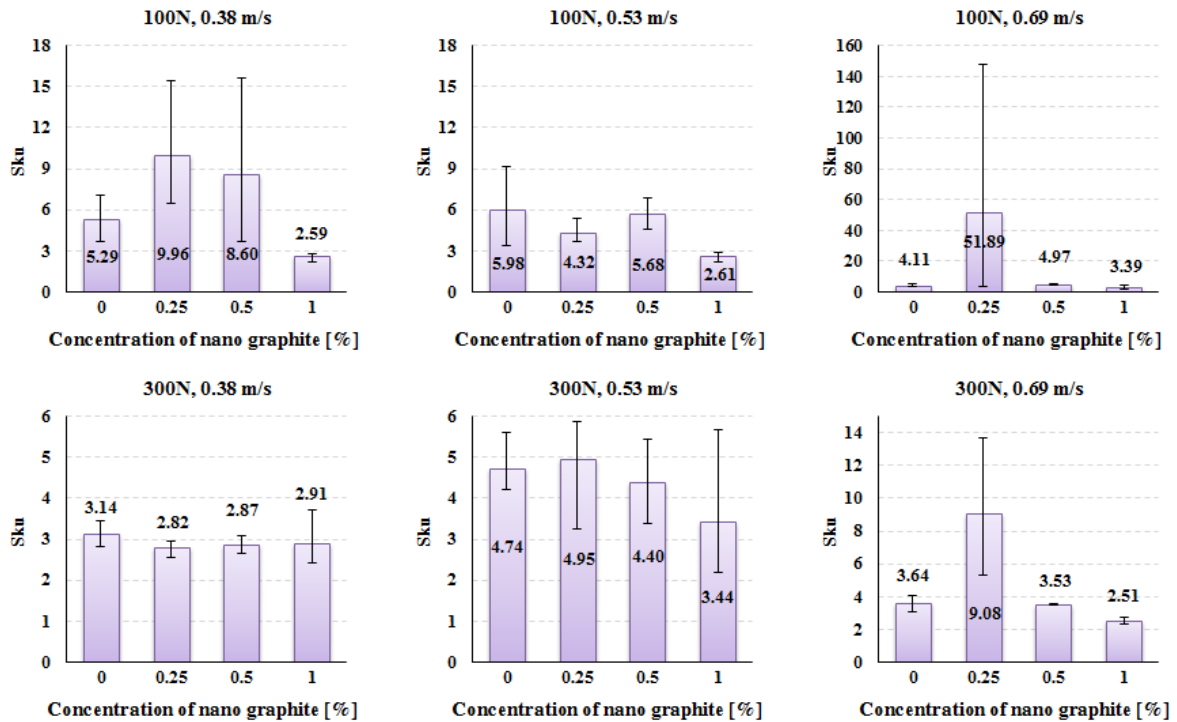 100N, 0.38 m/s
18
15
12
9
6
3
0
Sku
5.29
9.96
8.60
2.59
0 0.25 0.5 1
Concentration of nano graphite [%]
100N, 0.53 m/s
18
15
12
9
6
3
0
Sku
5.98
4.32
5.68
2.61
0 0.25 0.5 1
Concentration of nano graphite [%]
100N, 0.69 m/s
160
140
120
100
80
60
40
20
0
Sku
4.11
51.89
4.97
3.39
0 0.25 0.5 1
Concentration of nano graphite [%]
300N, 0.38 m/s
6
5
4
3
2
1
0
Sku
3.14
2.82
2.87
2.91
0 0.25 0.5 1
Concentration of nano graphite [%]
300N, 0.53 m/s
6
5
4
3
2
1
0
Sku
4.74
4.95
4.40
3.44
0 0.25 0.5 1
Concentration of nano graphite [%]
300N, 0.69 m/s
14
12
10
8
6
4
2
0
Sku
3.64
9.08
3.53
2.51
0 0.25 0.5 1
Concentration of nano graphite [%]